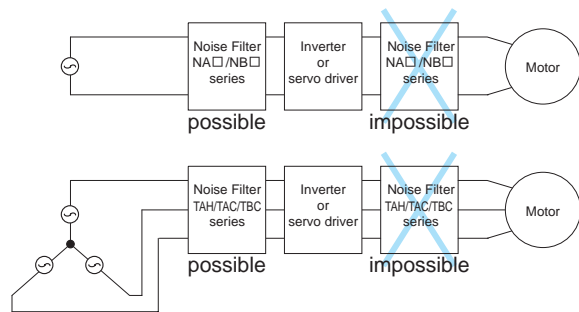 Noise Filter
NA□/NB□
series
Inverter
or
servo driver
Noise Filter
NA□/NB□
series
Motor
possible
impossible
Noise Filter
TAH/TAC/TBC
series
Inverter
or
servo driver
Noise Filter
TAH/TAC/TBC
series
Motor
possible
impossible